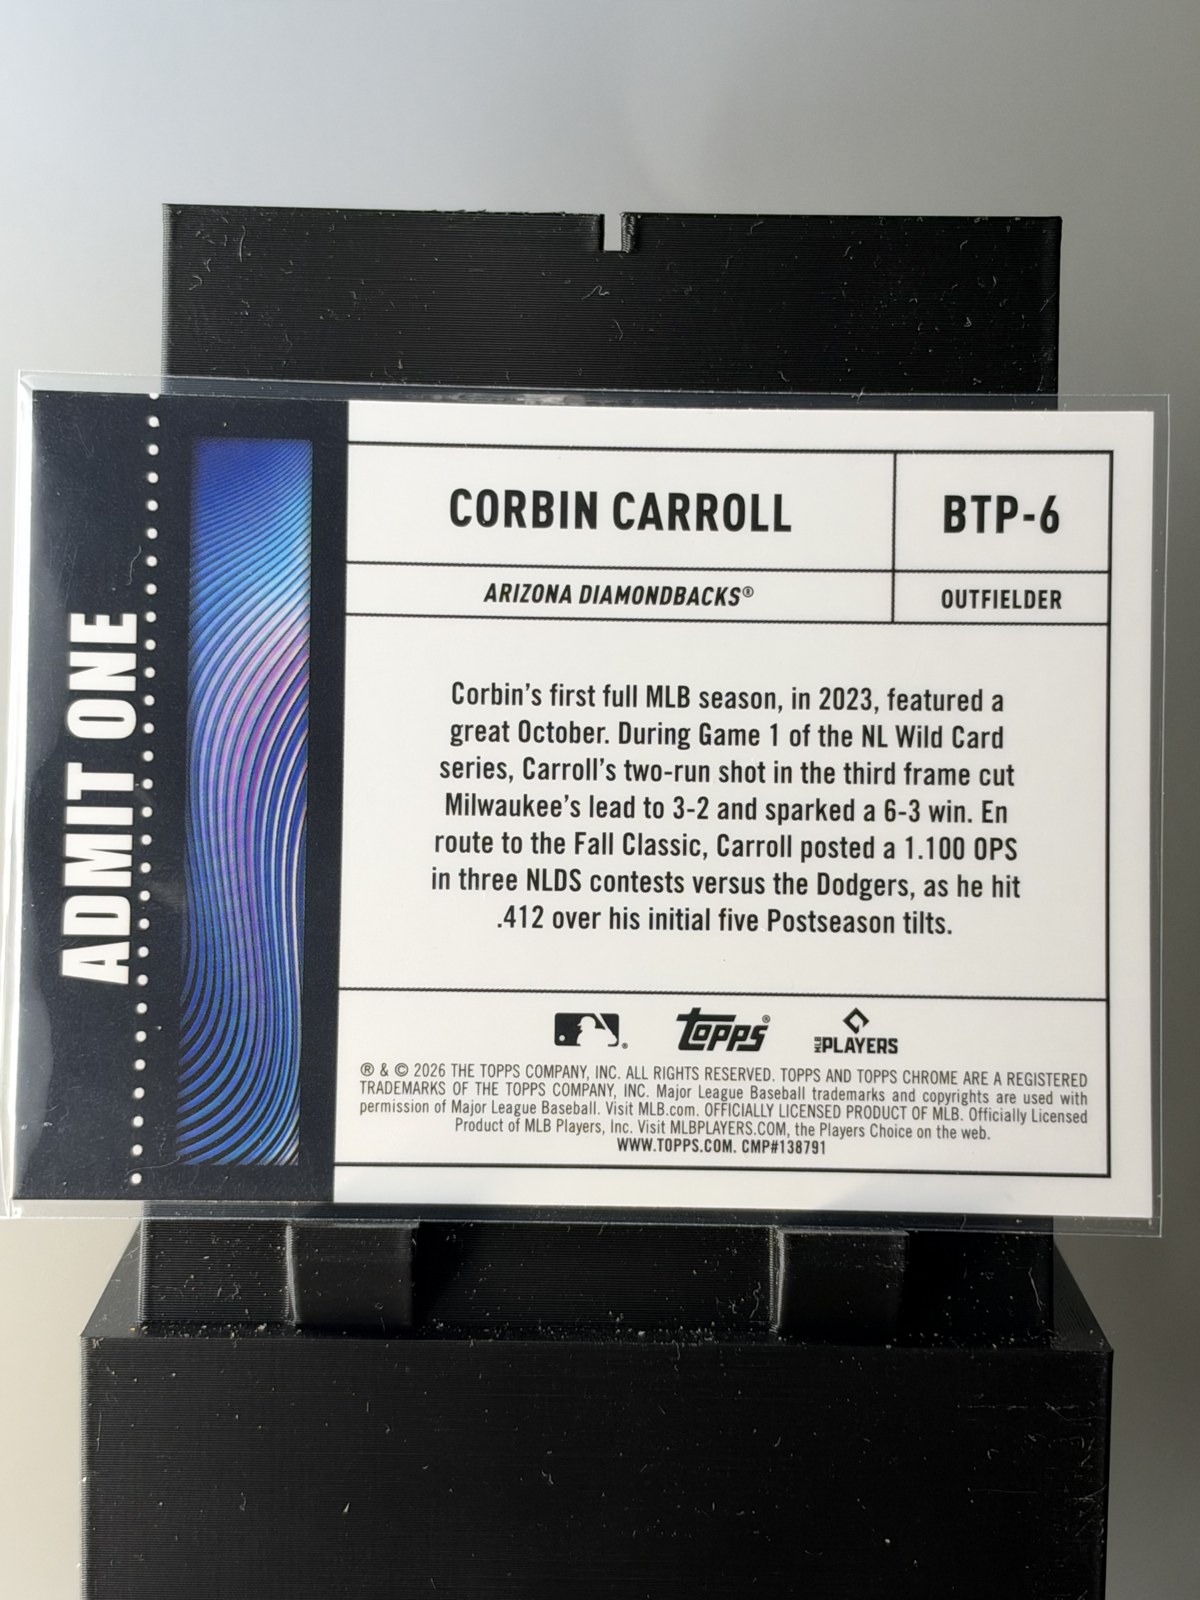 ADMIT ONE
CORBIN CARROLL
BTP-6
ARIZONA DIAMONDBACKS®
OUTFIELDER
Corbin's first full MLB season, in 2023, featured a
great October. During Game 1 of the NL Wild Card
series, Carroll's two-run shot in the third frame cut
Milwaukee's lead to 3-2 and sparked a 6-3 win. En
route to the Fall Classic, Carroll posted a 1.100 OPS
in three NLDS contests versus the Dodgers, as he hit
.412 over his initial five Postseason tilts.
® topps® MLB PLAYERS
® & © 2026 THE TOPPS COMPANY, INC. ALL RIGHTS RESERVED. TOPPS AND TOPPS CHROME ARE A REGISTERED
TRADEMARKS OF THE TOPPS COMPANY, INC. Major League Baseball trademarks and copyrights are used with
permission of Major League Baseball. Visit MLB.com. OFFICIALLY LICENSED PRODUCT OF MLB. Officially Licensed
Product of MLB Players, Inc. Visit MLBPLAYERS.COM, the Players Choice on the web.
WWW.TOPPS.COM. CMP#138791